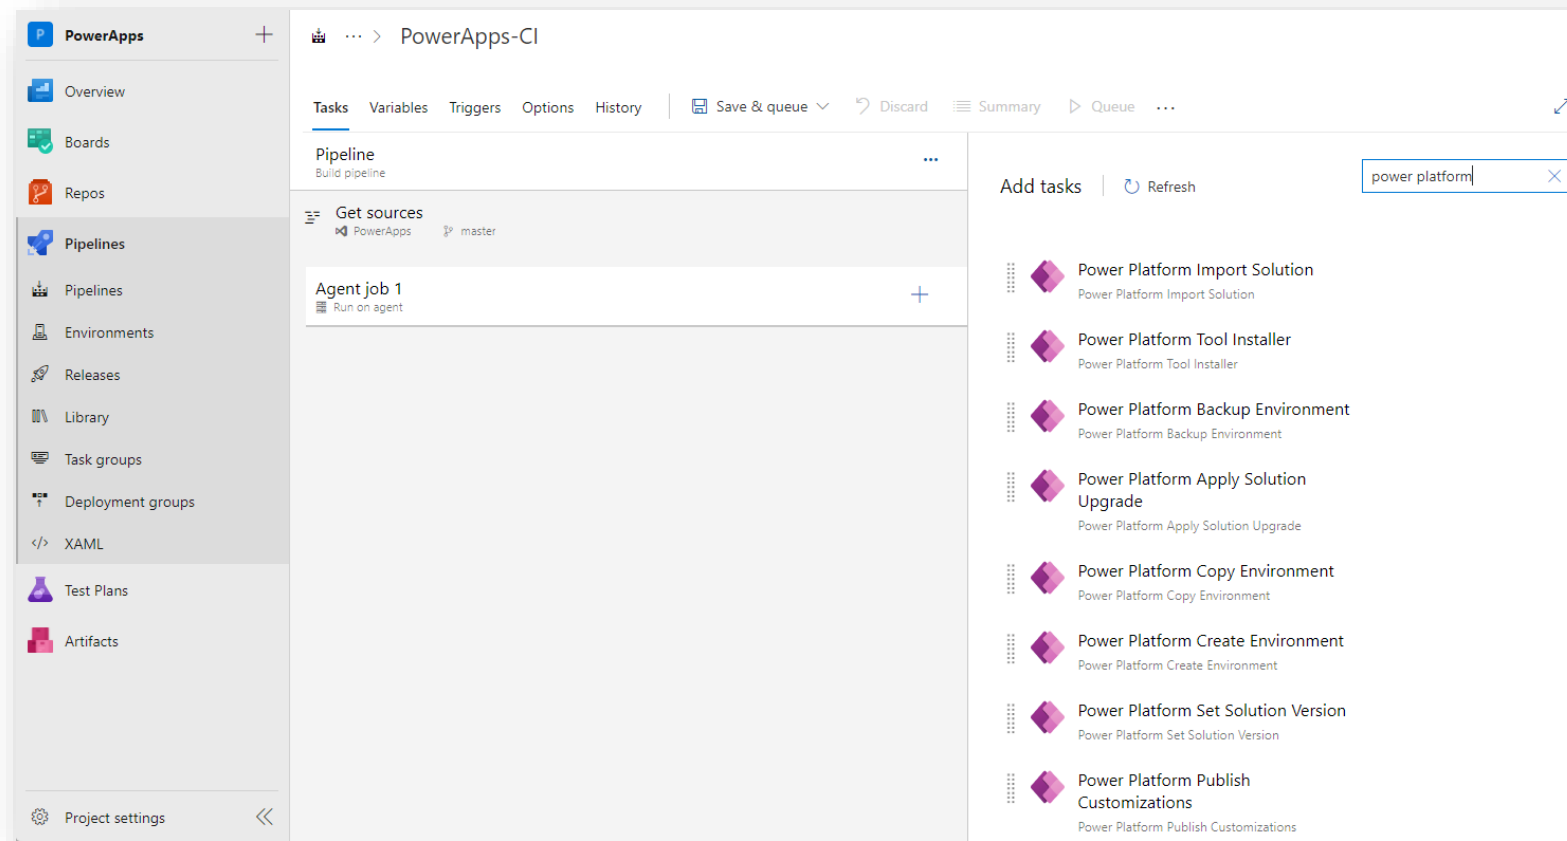 P PowerApps
Overview
Boards
Repos
Pipelines
Pipelines
Environments
Releases
Library
Task groups
Deployment groups
</> XAML
Test Plans
Artifacts
Project settings
··· > PowerApps-CI
Tasks Variables Triggers Options History Save & queue Discard Summary Queue ...
Pipeline
Build pipeline
Get sources
PowerApps master
Agent job 1
Run on agent
Add tasks Refresh power platform
Power Platform Import Solution
Power Platform Import Solution
Power Platform Tool Installer
Power Platform Tool Installer
Power Platform Backup Environment
Power Platform Backup Environment
Power Platform Apply Solution
Upgrade
Power Platform Apply Solution Upgrade
Power Platform Copy Environment
Power Platform Copy Environment
Power Platform Create Environment
Power Platform Create Environment
Power Platform Set Solution Version
Power Platform Set Solution Version
Power Platform Publish
Customizations
Power Platform Publish Customizations